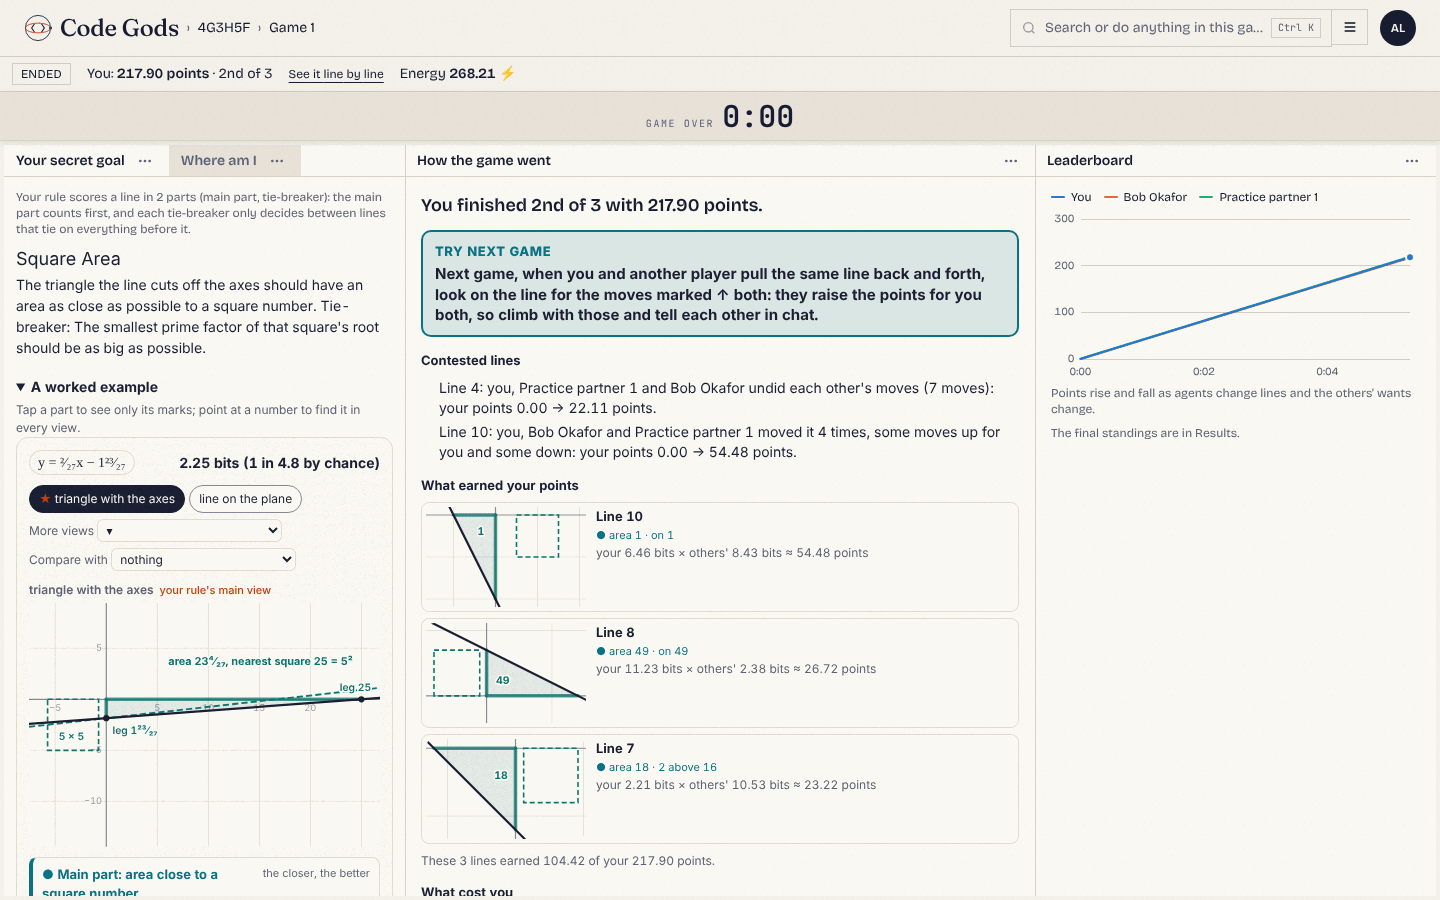 Code Gods › 4G3H5F › Game 1
Search or do anything in this ga... Ctrl K ☰ AL
ENDED You: 217.90 points · 2nd of 3 See it line by line Energy 268.21 ⚡
GAME OVER 0:00
Your secret goal ··· Where am I ···
Your rule scores a line in 2 parts (main part, tie-breaker): the main
part counts first, and each tie-breaker only decides between lines
that tie on everything before it.
Square Area
The triangle the line cuts off the axes should have an
area as close as possible to a square number. Tie-
breaker: The smallest prime factor of that square's root
should be as big as possible.
▼ A worked example
Tap a part to see only its marks; point at a number to find it in
every view.
y = ²⁄₂₇x − 1²³⁄₂₇ 2.25 bits (1 in 4.8 by chance)
★ triangle with the axes line on the plane
More views ▾
Compare with nothing
triangle with the axes your rule's main view
5
area 23⁴⁄₂₇, nearest square 25 = 5²
leg 25
-5 5 10 15 20
leg 1²³⁄₂₇
5 × 5
−10
● Main part: area close to a
square number
the closer, the better
How the game went ···
You finished 2nd of 3 with 217.90 points.
TRY NEXT GAME
Next game, when you and another player pull the same line back and forth,
look on the line for the moves marked ↑ both: they raise the points for you
both, so climb with those and tell each other in chat.
Contested lines
Line 4: you, Practice partner 1 and Bob Okafor undid each other's moves (7 moves):
your points 0.00 → 22.11 points.
Line 10: you, Bob Okafor and Practice partner 1 moved it 4 times, some moves up for
you and some down: your points 0.00 → 54.48 points.
What earned your points
1
Line 10
● area 1 · on 1
your 6.46 bits × others' 8.43 bits ≈ 54.48 points
49
Line 8
● area 49 · on 49
your 11.23 bits × others' 2.38 bits ≈ 26.72 points
18
Line 7
● area 18 · 2 above 16
your 2.21 bits × others' 10.53 bits ≈ 23.22 points
These 3 lines earned 104.42 of your 217.90 points.
What cost you
Leaderboard ···
You Bob Okafor Practice partner 1
300
200
100
0
0:00 0:02 0:04
Points rise and fall as agents change lines and the others' wants
change.
The final standings are in Results.